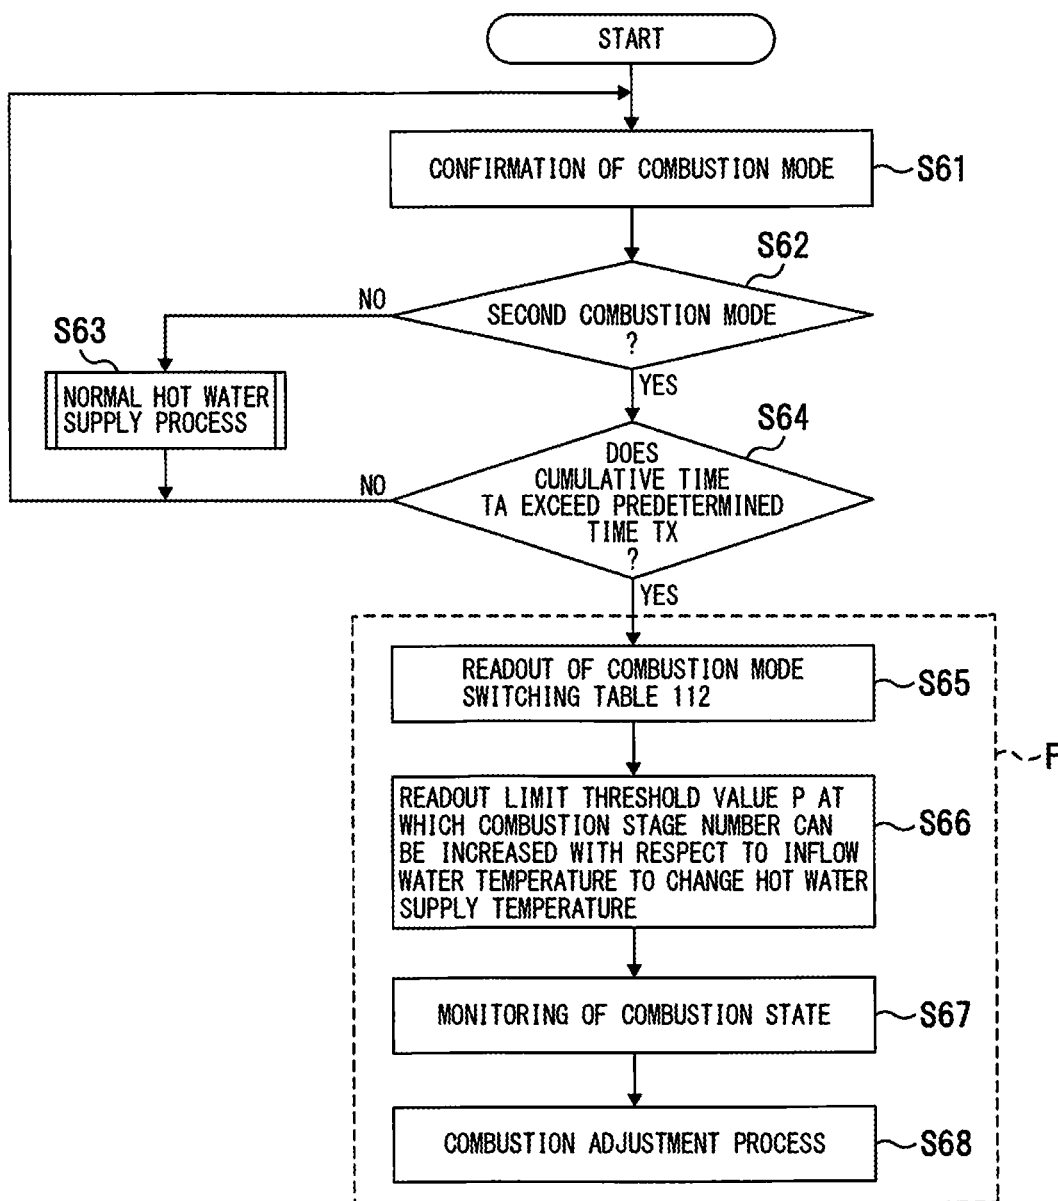 START
CONFIRMATION OF COMBUSTION MODE
S61
S62
NO
SECOND COMBUSTION MODE
?
S63
YES
NORMAL HOT WATER
SUPPLY PROCESS
S64
NO
DOES
CUMULATIVE TIME
TA EXCEED PREDETERMINED
TIME TX
?
YES
READOUT OF COMBUSTION MODE
SWITCHING TABLE 112
S65
F
READOUT LIMIT THRESHOLD VALUE P AT
WHICH COMBUSTION STAGE NUMBER CAN
BE INCREASED WITH RESPECT TO INFLOW
WATER TEMPERATURE TO CHANGE HOT WATER
SUPPLY TEMPERATURE
S66
MONITORING OF COMBUSTION STATE
S67
COMBUSTION ADJUSTMENT PROCESS
S68